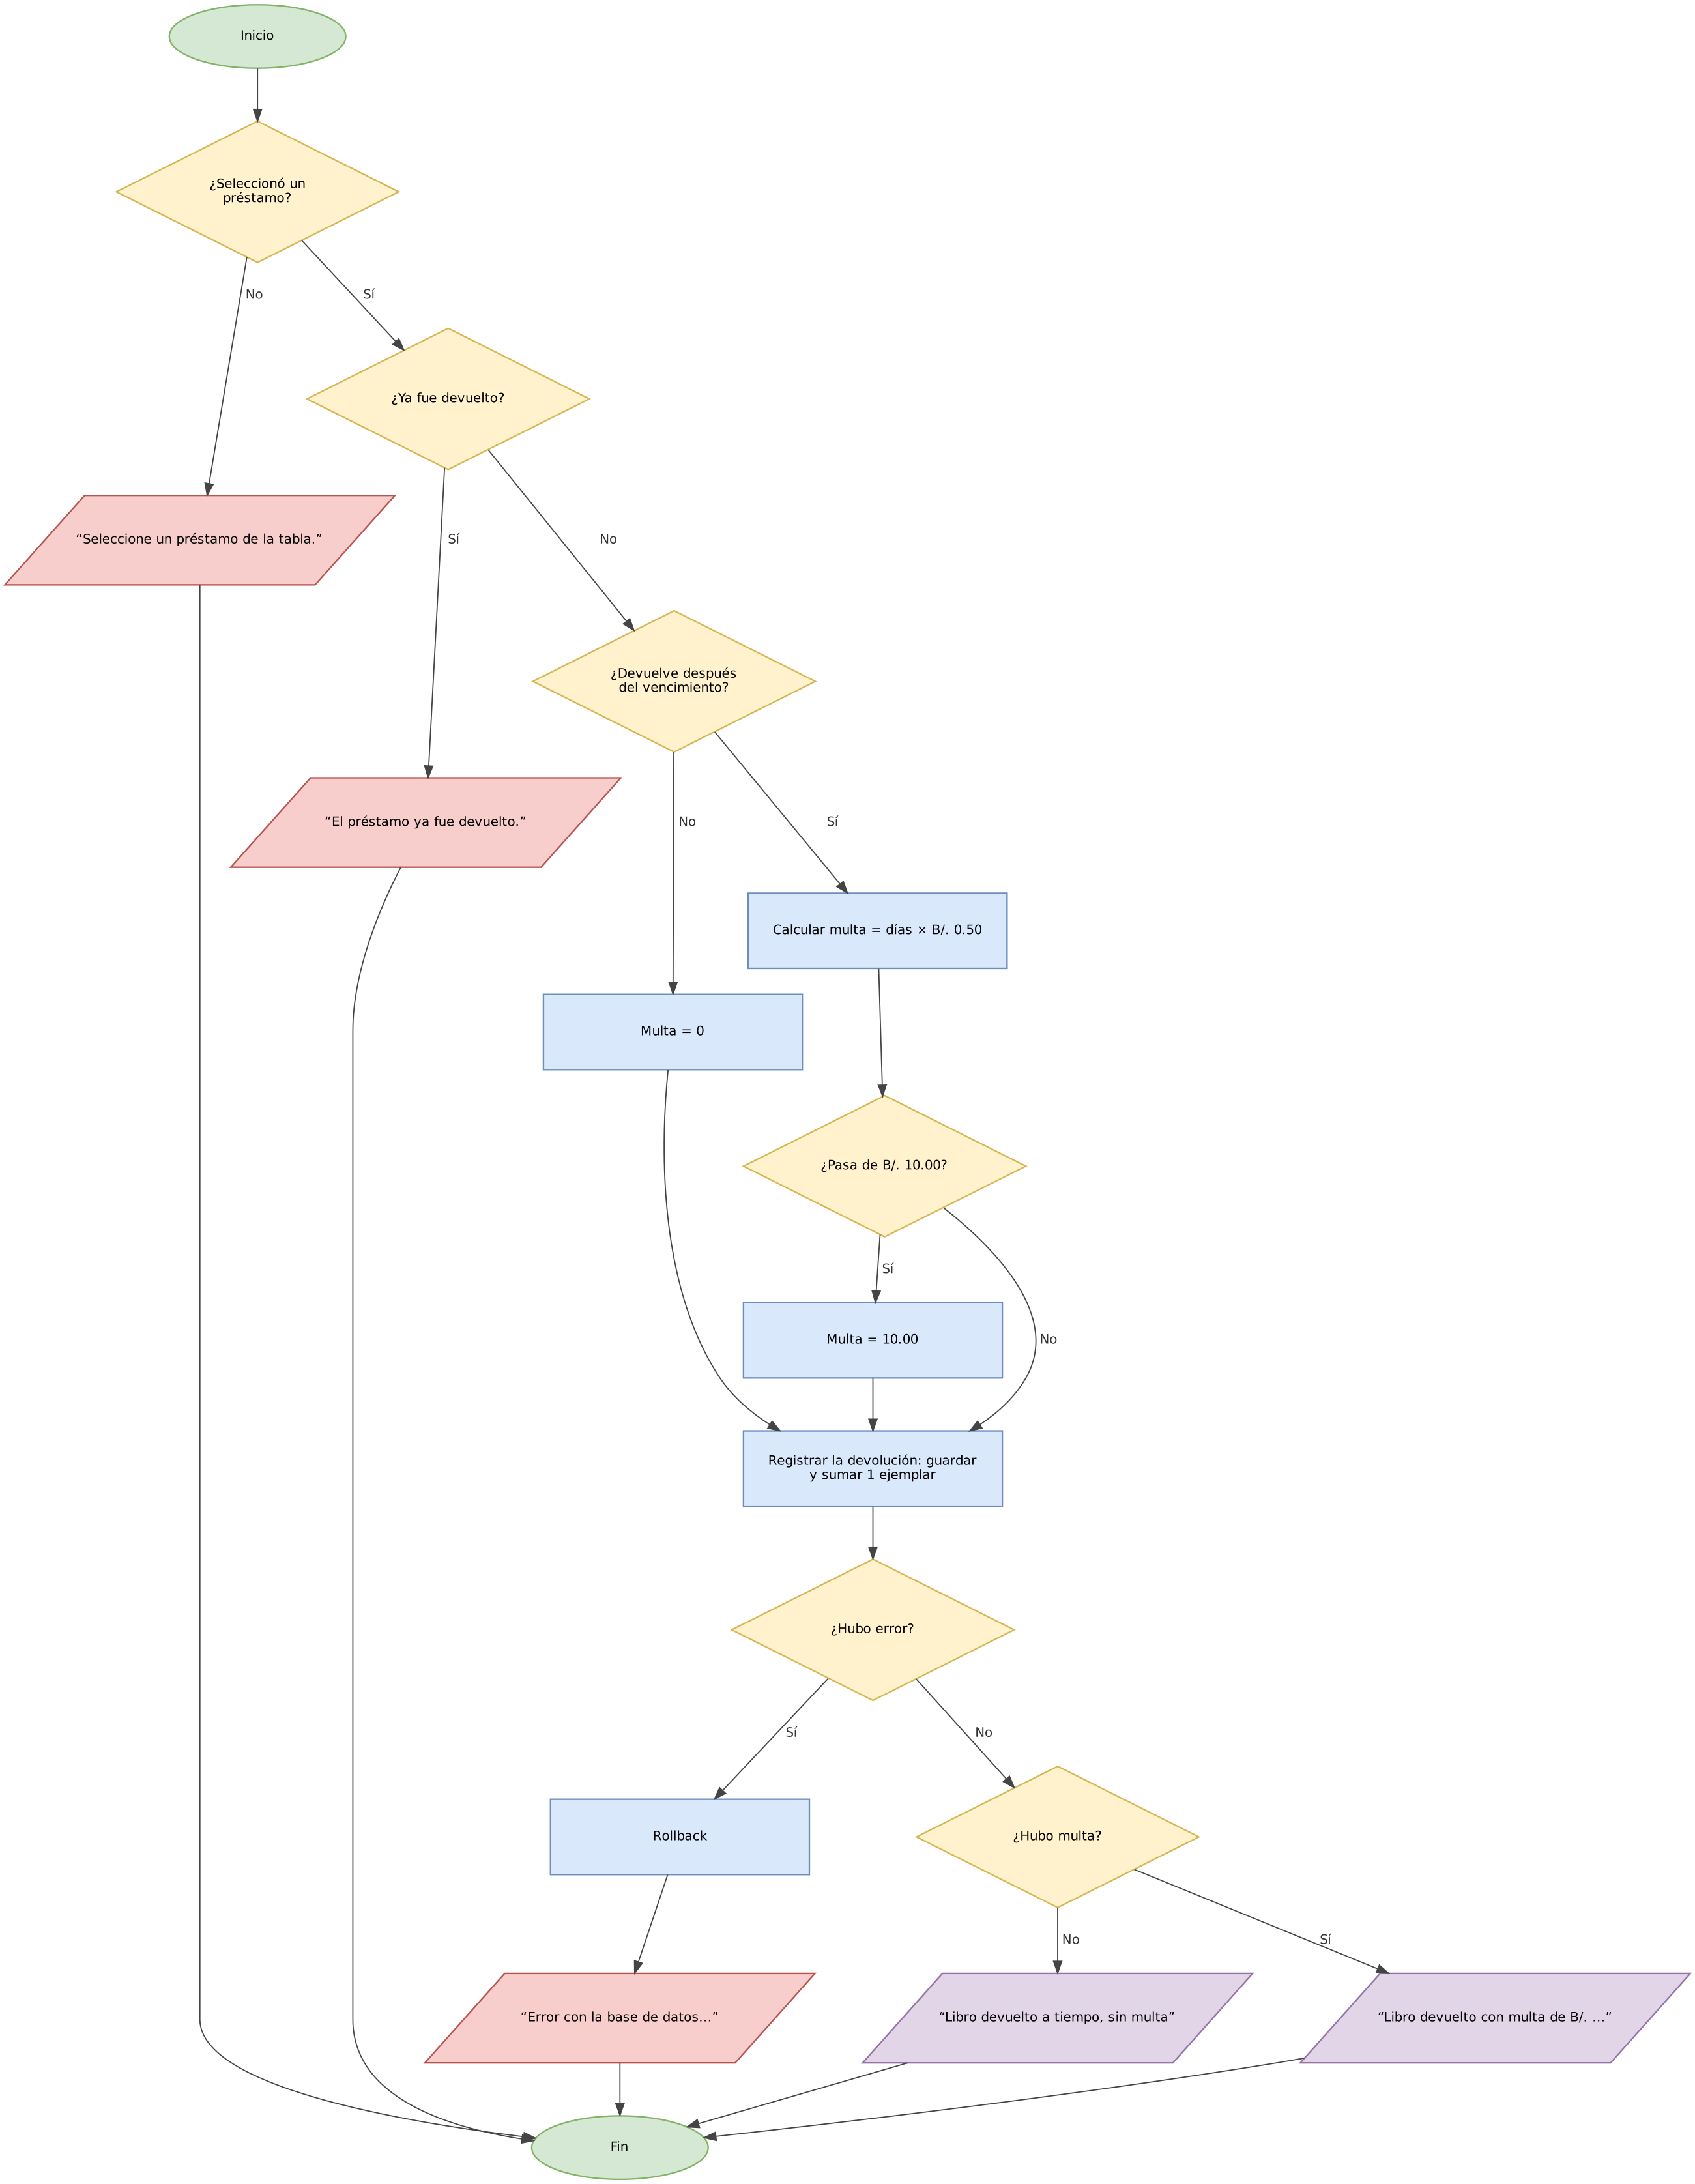 Inicio
¿Seleccionó un
préstamo?
No
Sí
¿Ya fue devuelto?
“Seleccione un préstamo de la tabla.”
Sí
No
¿Devuelve después
del vencimiento?
“El préstamo ya fue devuelto.”
No
Sí
Calcular multa = días × B/. 0.50
Multa = 0
¿Pasa de B/. 10.00?
Sí
Multa = 10.00
No
Registrar la devolución: guardar
y sumar 1 ejemplar
¿Hubo error?
Sí
No
Rollback
¿Hubo multa?
No
Sí
“Error con la base de datos...”
“Libro devuelto a tiempo, sin multa”
“Libro devuelto con multa de B/. ...”
Fin